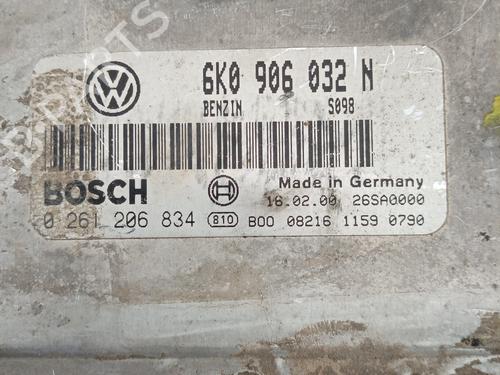 6K0 906 032 N
BENZIN S098
BOSCH
Made in Germany
16.02.00 26SA0000
0 261 206 834 810 B00 08216 1159 0790